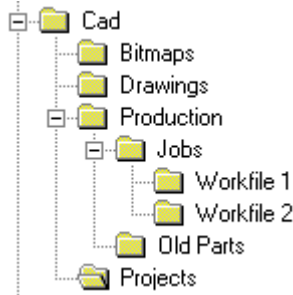 Cad
Bitmaps
Drawings
Production
Jobs
Workfile 1
Workfile 2
Old Parts
Projects